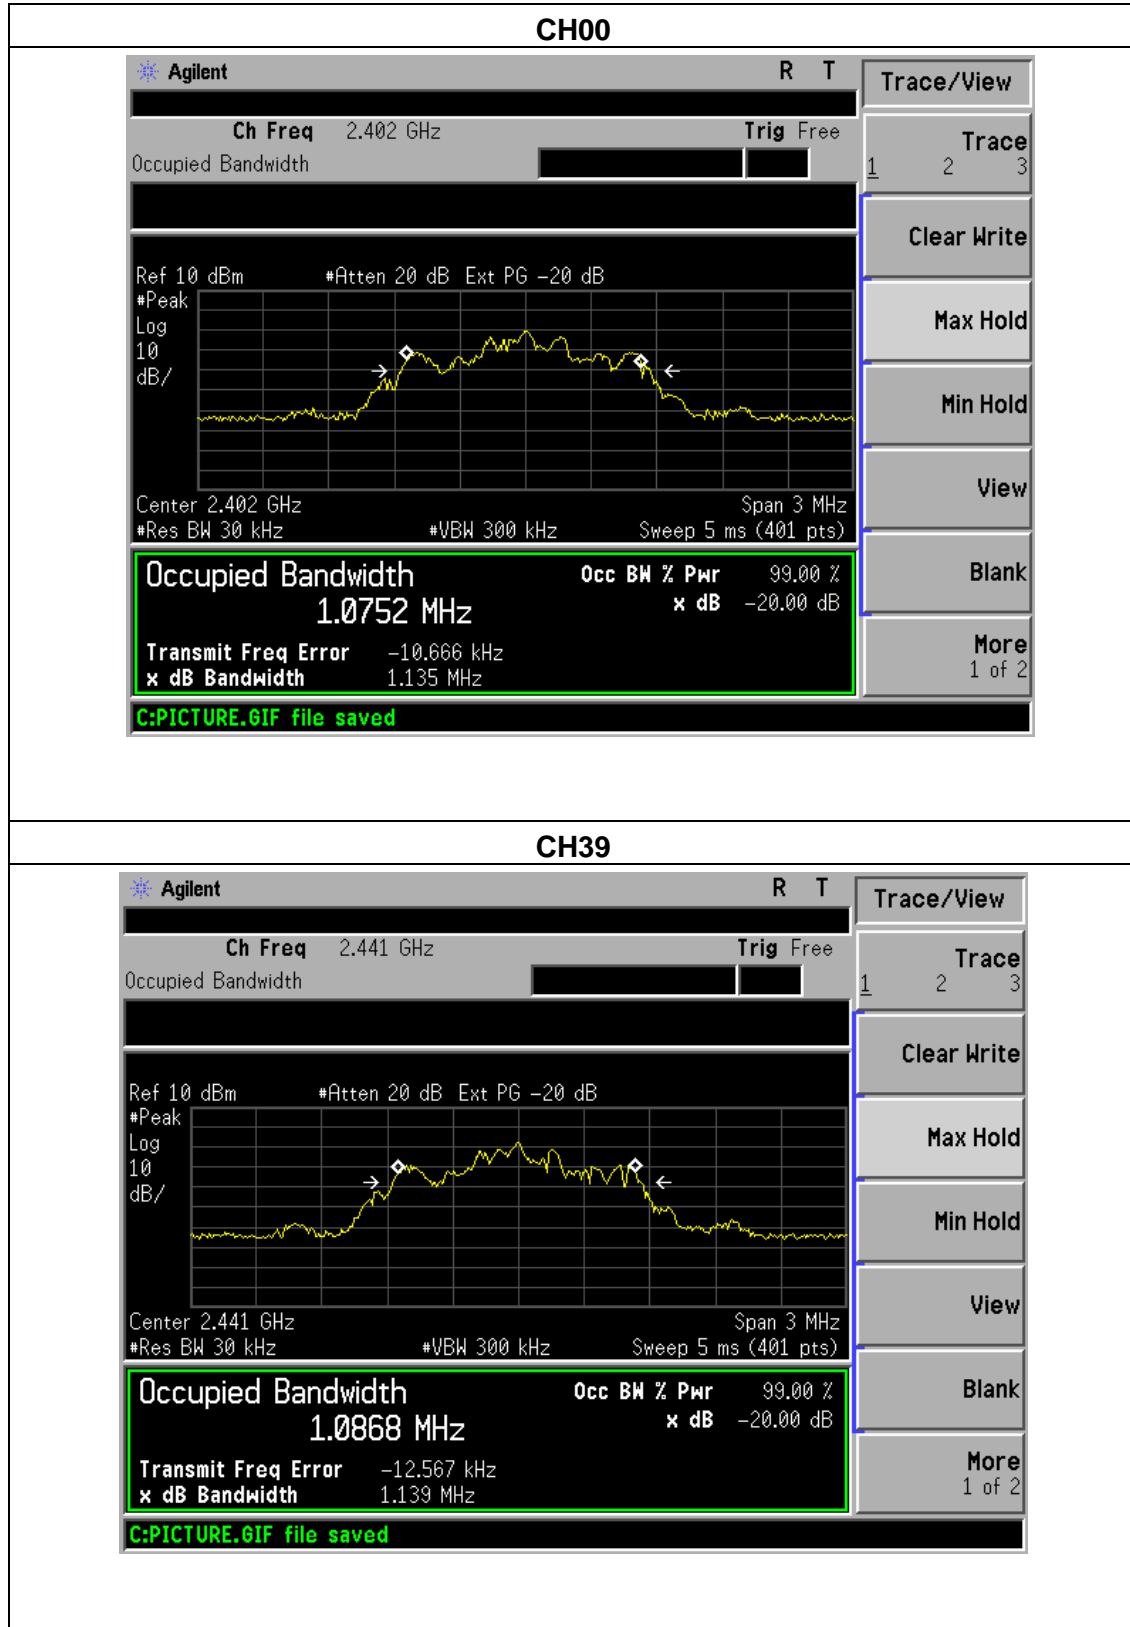 CH00
Agilent R T
Trace/View
Ch Freq 2.402 GHz Trig Free
Occupied Bandwidth
Trace
1 2 3
Clear Write
Max Hold
Min Hold
View
Blank
More
1 of 2
Ref 10 dBm #Atten 20 dB Ext PG -20 dB
#Peak
Log
10
dB/
Center 2.402 GHz Span 3 MHz
#Res BW 30 kHz #VBW 300 kHz Sweep 5 ms (401 pts)
Occupied Bandwidth Occ BW % Pwr 99.00 %
1.0752 MHz x dB -20.00 dB
Transmit Freq Error -10.666 kHz
x dB Bandwidth 1.135 MHz
C:PICTURE.GIF file saved
CH39
Agilent R T
Trace/View
Ch Freq 2.441 GHz Trig Free
Occupied Bandwidth
Trace
1 2 3
Clear Write
Max Hold
Min Hold
View
Blank
More
1 of 2
Ref 10 dBm #Atten 20 dB Ext PG -20 dB
#Peak
Log
10
dB/
Center 2.441 GHz Span 3 MHz
#Res BW 30 kHz #VBW 300 kHz Sweep 5 ms (401 pts)
Occupied Bandwidth Occ BW % Pwr 99.00 %
1.0868 MHz x dB -20.00 dB
Transmit Freq Error -12.567 kHz
x dB Bandwidth 1.139 MHz
C:PICTURE.GIF file saved